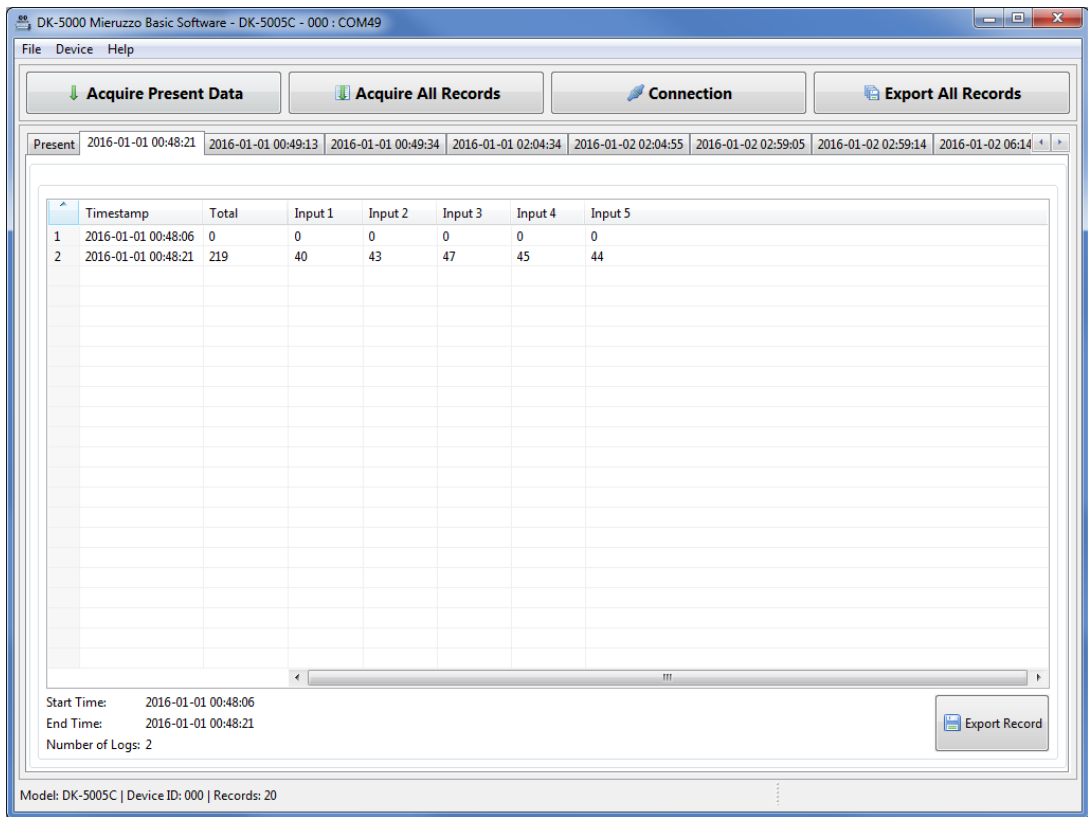 DK-5000 Mieruzzo Basic Software - DK-5005C - 000 : COM49
File Device Help
Acquire Present Data Acquire All Records Connection Export All Records
Present 2016-01-01 00:48:21 2016-01-01 00:49:13 2016-01-01 00:49:34 2016-01-01 02:04:34 2016-01-02 02:04:55 2016-01-02 02:59:05 2016-01-02 02:59:14 2016-01-02 06:14
Timestamp Total Input 1 Input 2 Input 3 Input 4 Input 5
1 2016-01-01 00:48:06 0 0 0 0 0 0
2 2016-01-01 00:48:21 219 40 43 47 45 44
Start Time: 2016-01-01 00:48:06
End Time: 2016-01-01 00:48:21
Export Record
Number of Logs: 2
Model: DK-5005C | Device ID: 000 | Records: 20